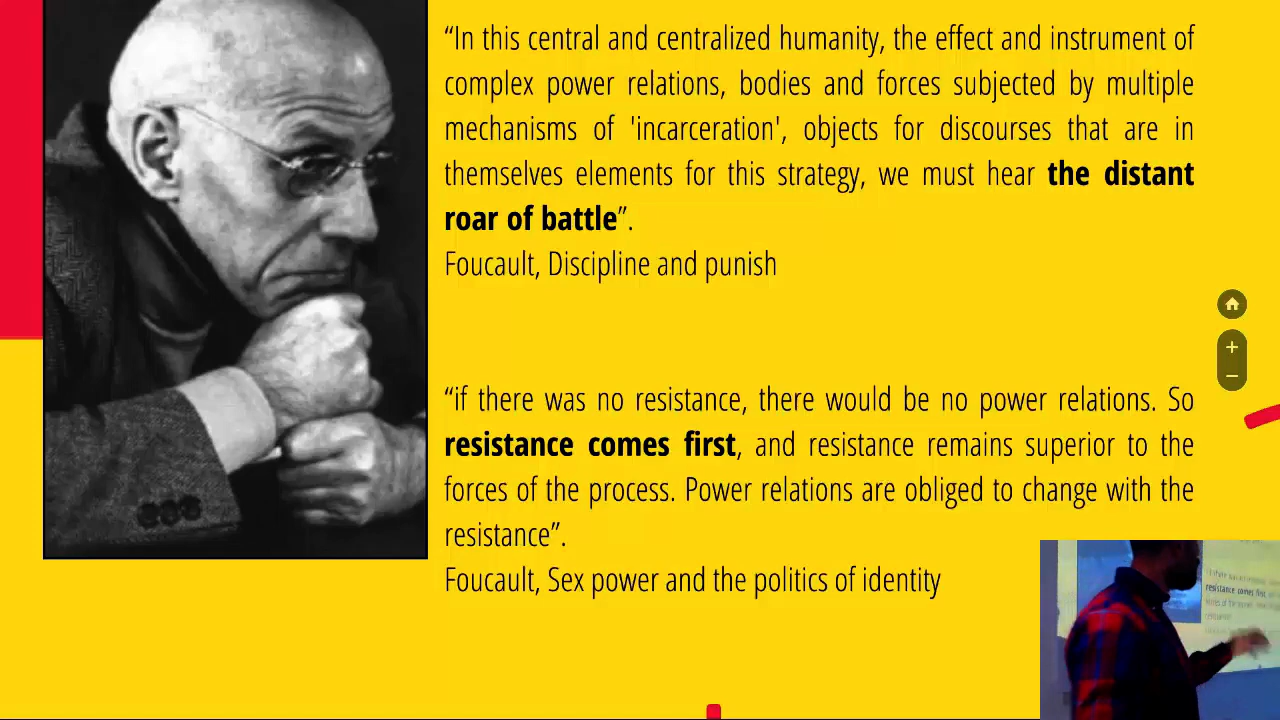 “In this central and centralized humanity, the effect and instrument of
complex power relations, bodies and forces subjected by multiple
mechanisms of 'incarceration', objects for discourses that are in
themselves elements for this strategy, we must hear the distant
roar of battle”.
Foucault, Discipline and punish
“if there was no resistance, there would be no power relations. So
resistance comes first, and resistance remains superior to the
forces of the process. Power relations are obliged to change with the
resistance”.
Foucault, Sex power and the politics of identity
resistance comes first